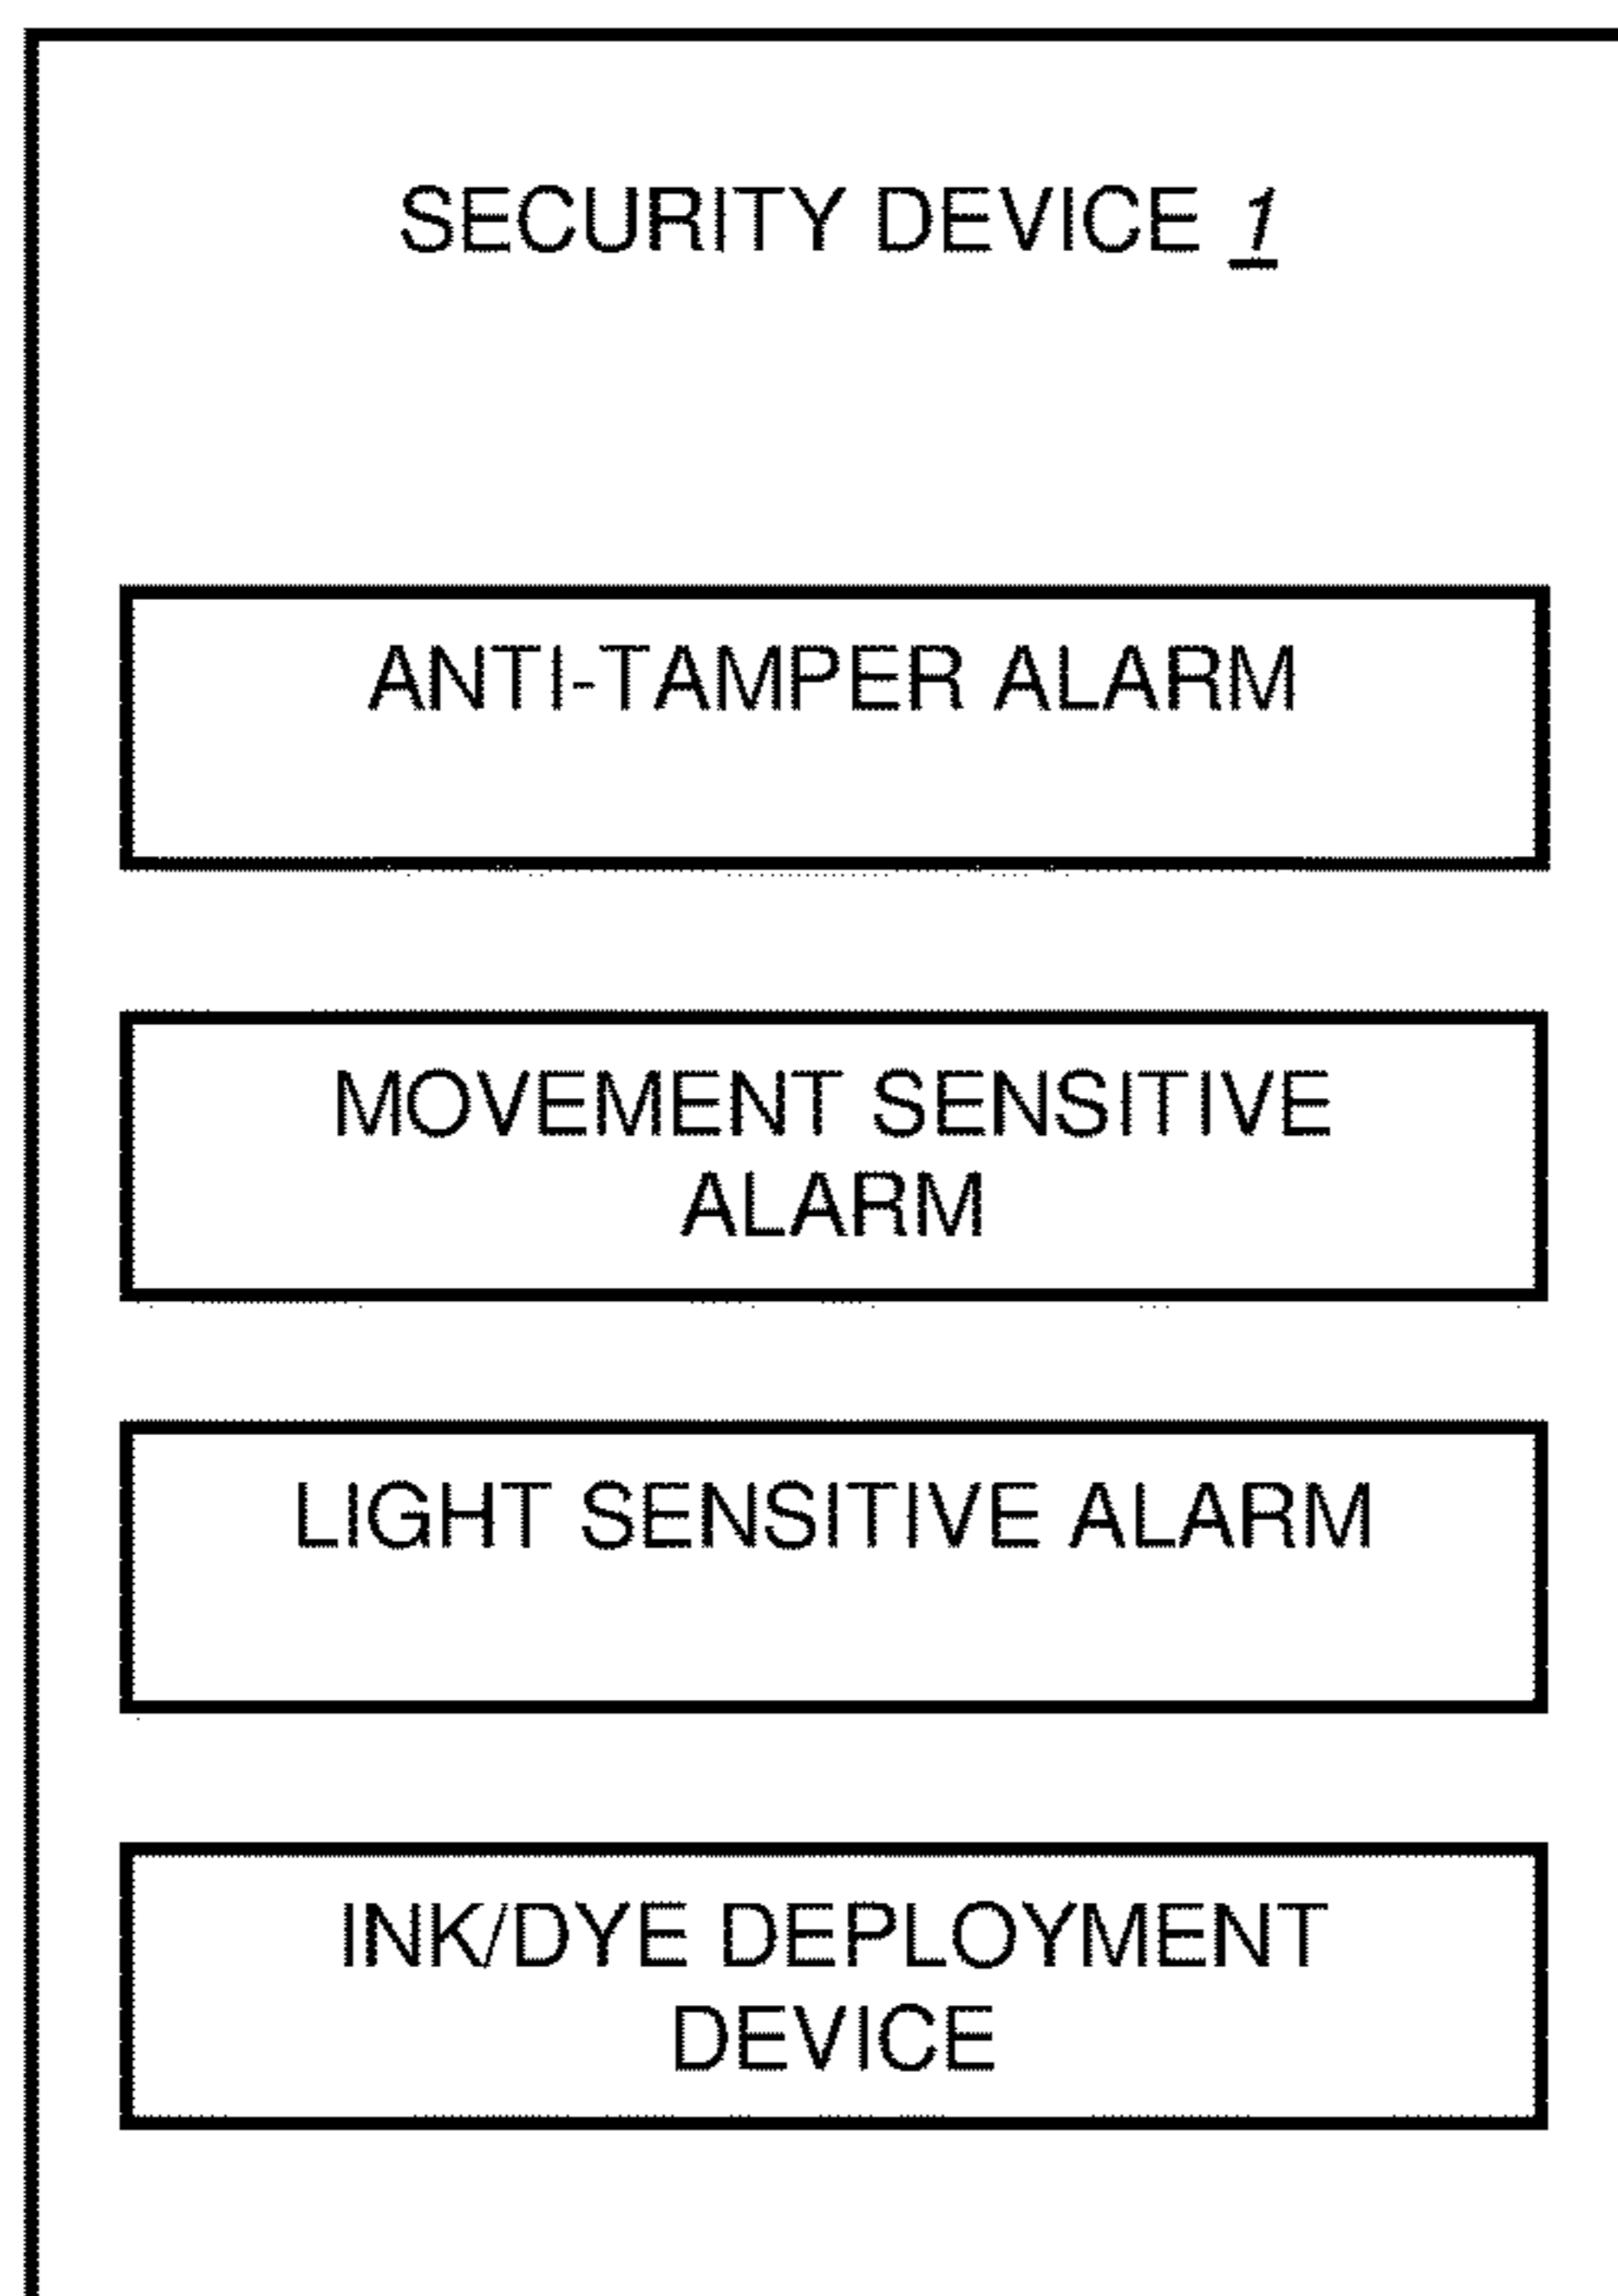 SECURITY DEVICE 1
ANTI-TAMPER ALARM
MOVEMENT SENSITIVE
ALARM
LIGHT SENSITIVE ALARM
INK/DYE DEPLOYMENT
DEVICE